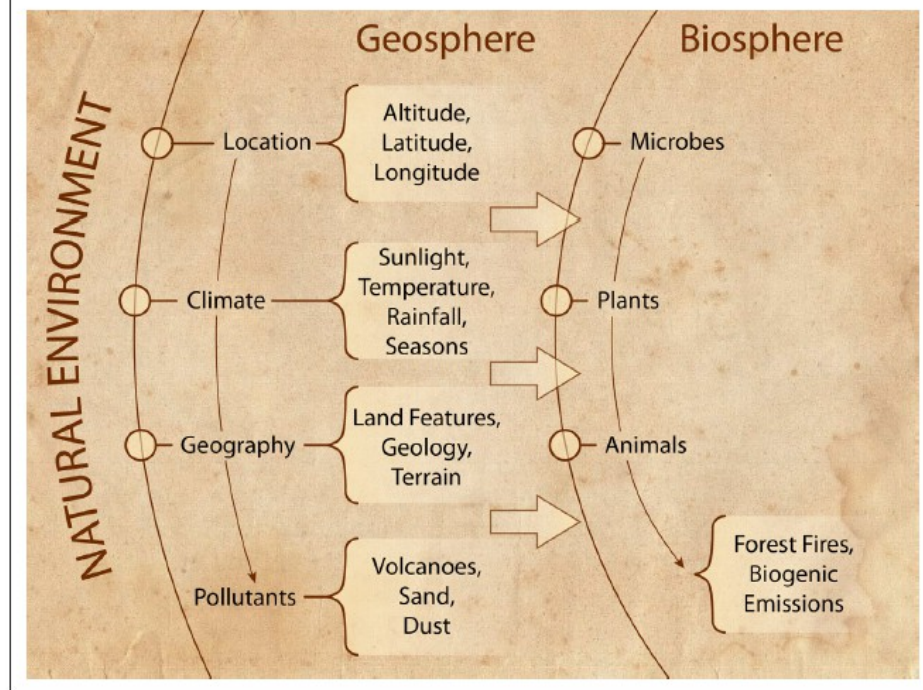 Geosphere
Biosphere
NATURAL ENVIRONMENT
Location
Altitude,
Latitude,
Longitude
Microbes
Climate
Sunlight,
Temperature,
Rainfall,
Seasons
Plants
Geography
Land Features,
Geology,
Terrain
Animals
Pollutants
Volcanoes,
Sand,
Dust
Forest Fires,
Biogenic
Emissions